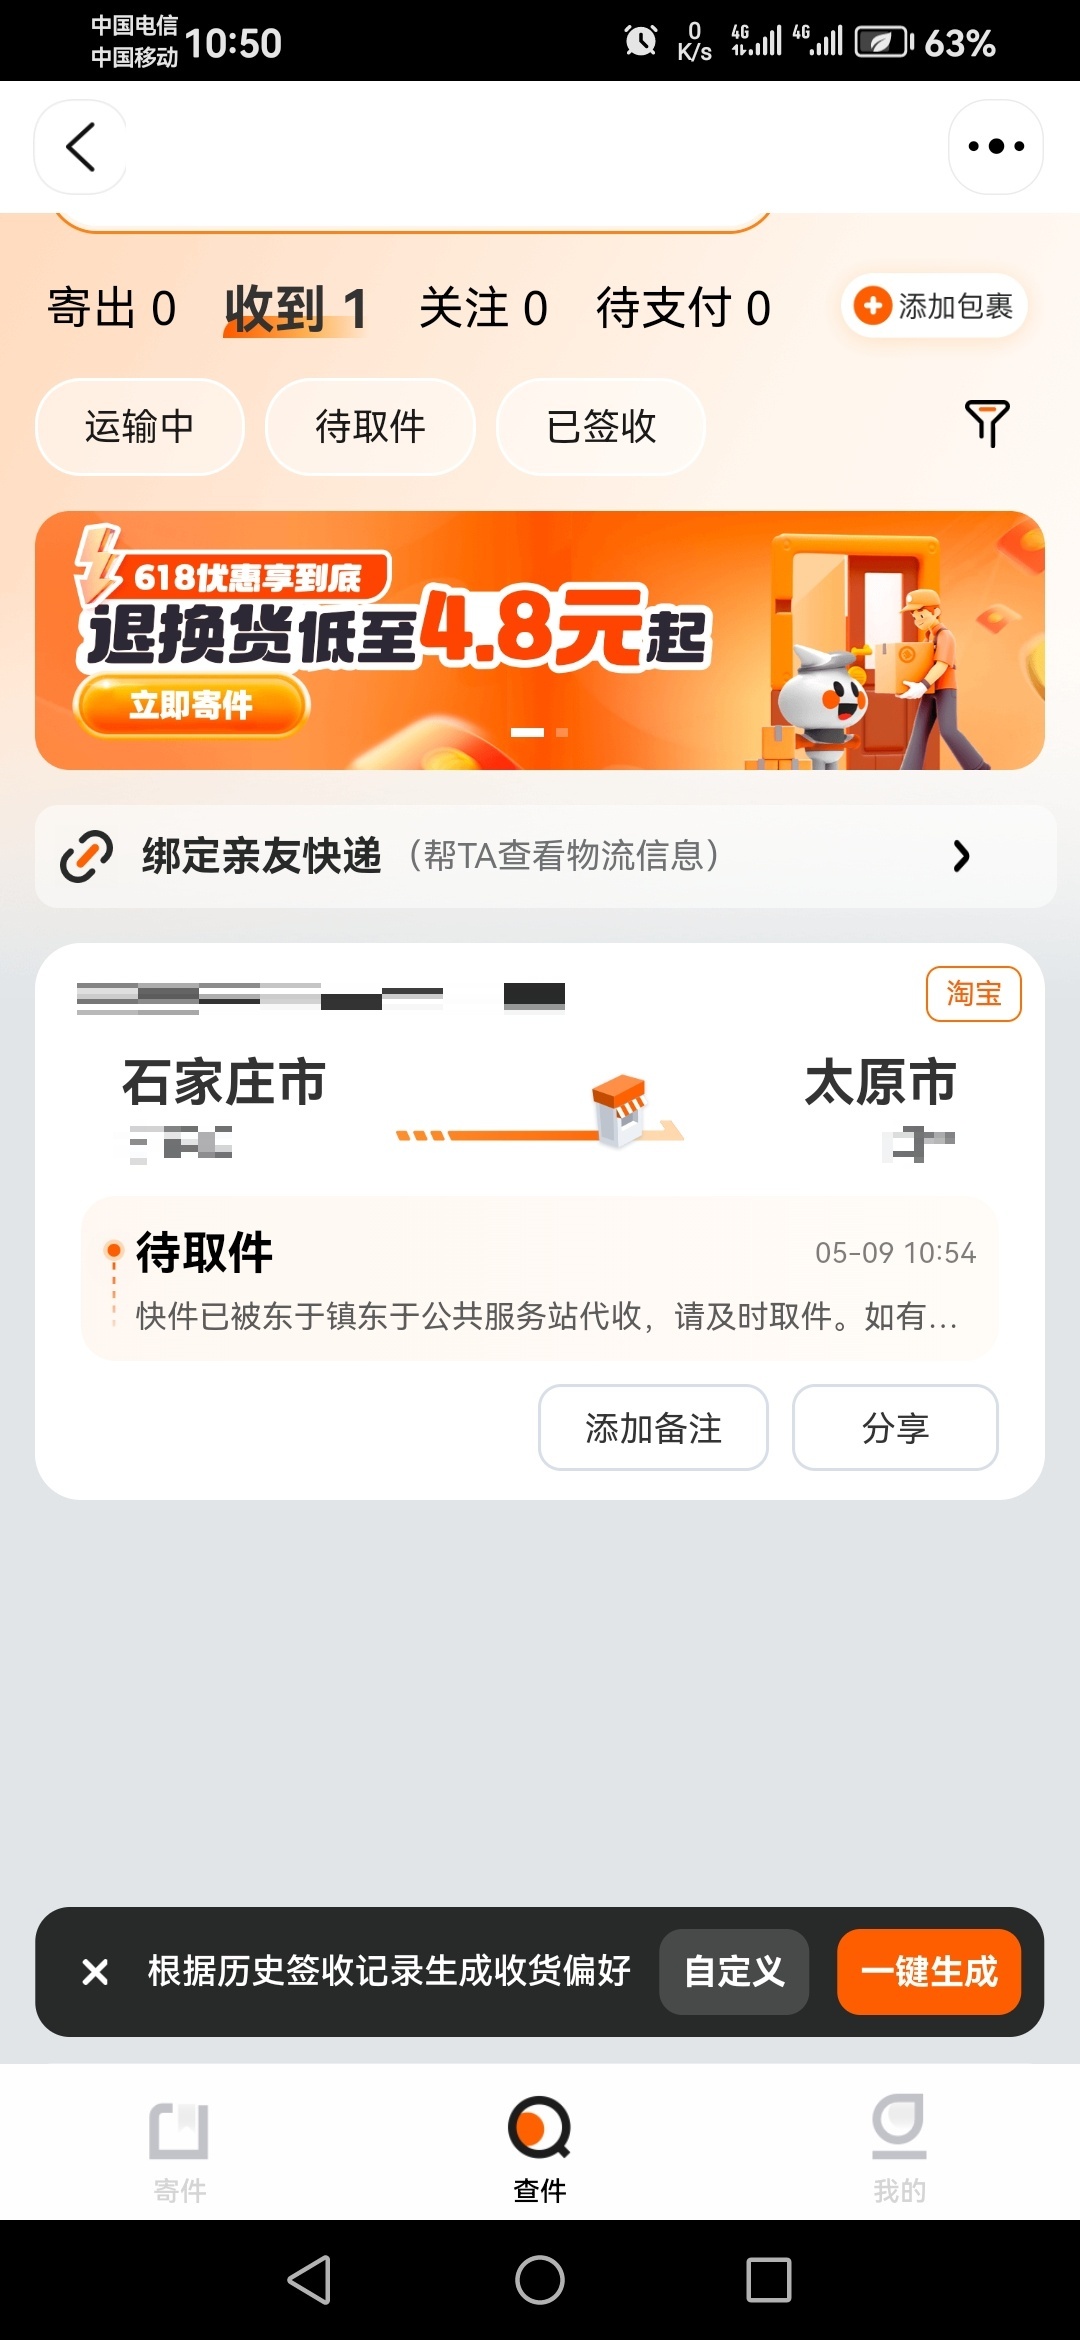 中国电信
中国移动
10:50
0
K/s
4G
4G
63%
寄出 0
收到 1
关注 0
待支付 0
添加包裹
运输中
待取件
已签收
618优惠享到底
退换货低至4.8元起
立即寄件
绑定亲友快递（帮TA查看物流信息）
淘宝
石家庄市
太原市
待取件
05-09 10:54
快件已被东于镇东于公共服务站代收，请及时取件。如有...
添加备注
分享
根据历史签收记录生成收货偏好
自定义
一键生成
寄件
查件
我的